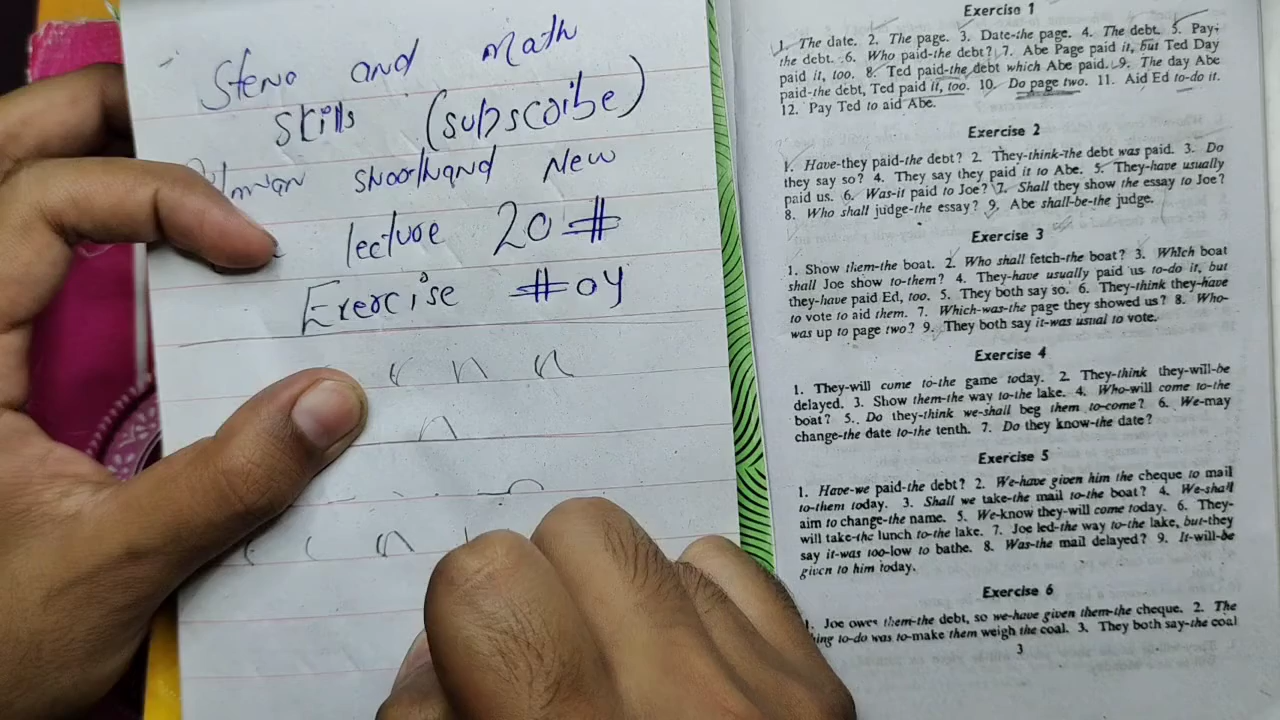 Steno and math
skills (subscribe)
shoorthand New
lecture 20 #
Exercise #04
Exercise 1
1. The date. 2. The page. 3. Date-the page. 4. The debt. 5. Pay-
the debt. 6. Who paid-the debt? 7. Abe Page paid it, but Ted Day
paid it, too. 8. Ted paid-the debt which Abe paid. 9. The day Abe
paid-the debt, Ted paid it, too. 10. Do page two. 11. Aid Ed to-do it.
12. Pay Ted to aid Abe.
Exercise 2
1. Have-they paid-the debt? 2. They-think-the debt was paid. 3. Do
they say so? 4. They say they paid it to Abe. 5. They-have usually
paid us. 6. Was-it paid to Joe? 7. Shall they show the essay to Joe?
8. Who shall judge-the essay? 9. Abe shall-be-the judge.
Exercise 3
1. Show them-the boat. 2. Who shall fetch-the boat? 3. Which boat
shall Joe show to-them? 4. They-have usually paid us to-do it, but
they-have paid Ed, too. 5. They both say so. 6. They-think they-have
to vote to aid them. 7. Which-was-the page they showed us? 8. Who-
was up to page two? 9. They both say it-was usual to vote.
Exercise 4
1. They-will come to-the game today. 2. They-think they-will-be
delayed. 3. Show them-the way to-the lake. 4. Who-will come to-the
boat? 5. Do they-think we-shall beg them to-come? 6. We-may
change-the date to-the tenth. 7. Do they know-the date?
Exercise 5
1. Have-we paid-the debt? 2. We-have given him the cheque to mail
to-them today. 3. Shall we take-the mail to-the boat? 4. We-shall
aim to change-the name. 5. We-know they-will come today. 6. They-
will take-the lunch to-the lake. 7. Joe led-the way to-the lake, but-they
say it-was too-low to bathe. 8. Was-the mail delayed? 9. It-will-be
given to him today.
Exercise 6
1. Joe owes them-the debt, so we-have given them-the cheque. 2. The
to-do was to-make them weigh the coal. 3. They both say-the coal
3